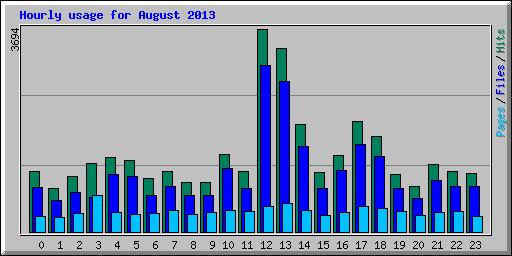 Hourly usage for August 2013
3694
Pages / Files / Hits
0 1 2 3 4 5 6 7 8 9 10 11 12 13 14 15 16 17 18 19 20 21 22 23